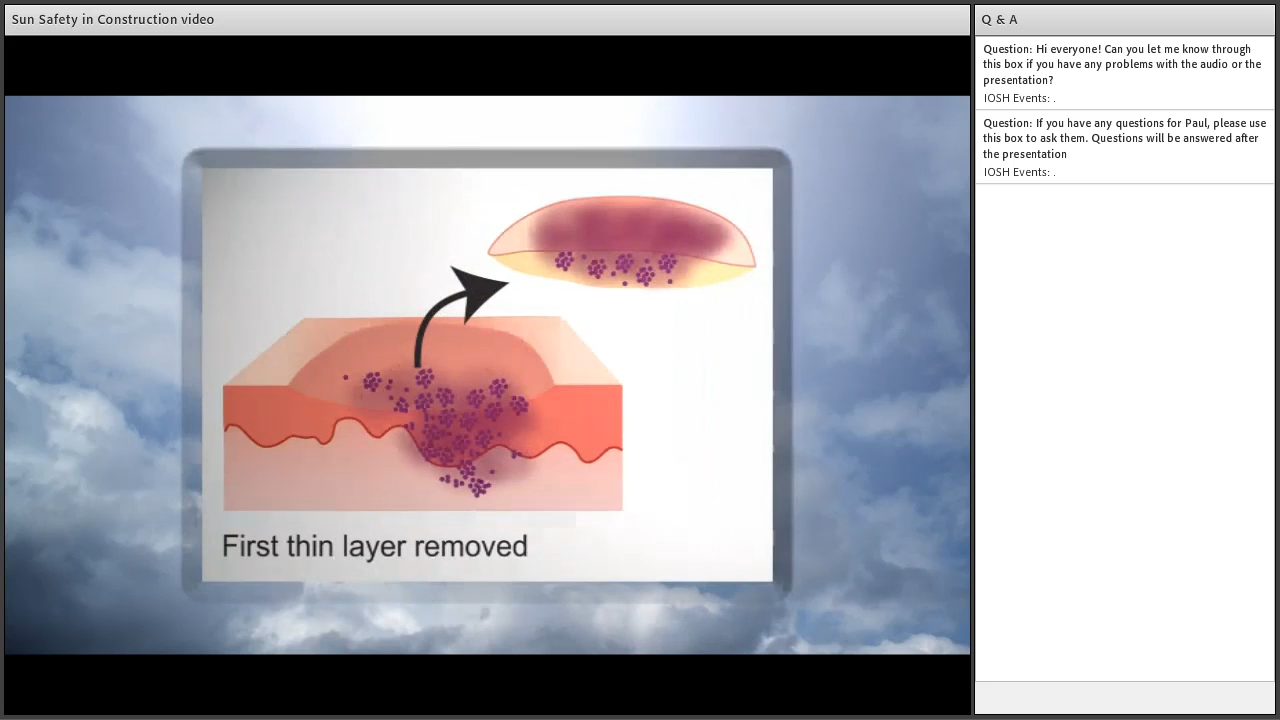 Sun Safety in Construction video
First thin layer removed
Q & A
Question: Hi everyone! Can you let me know through
this box if you have any problems with the audio or the
presentation?
IOSH Events: .
Question: If you have any questions for Paul, please use
this box to ask them. Questions will be answered after
the presentation
IOSH Events: .